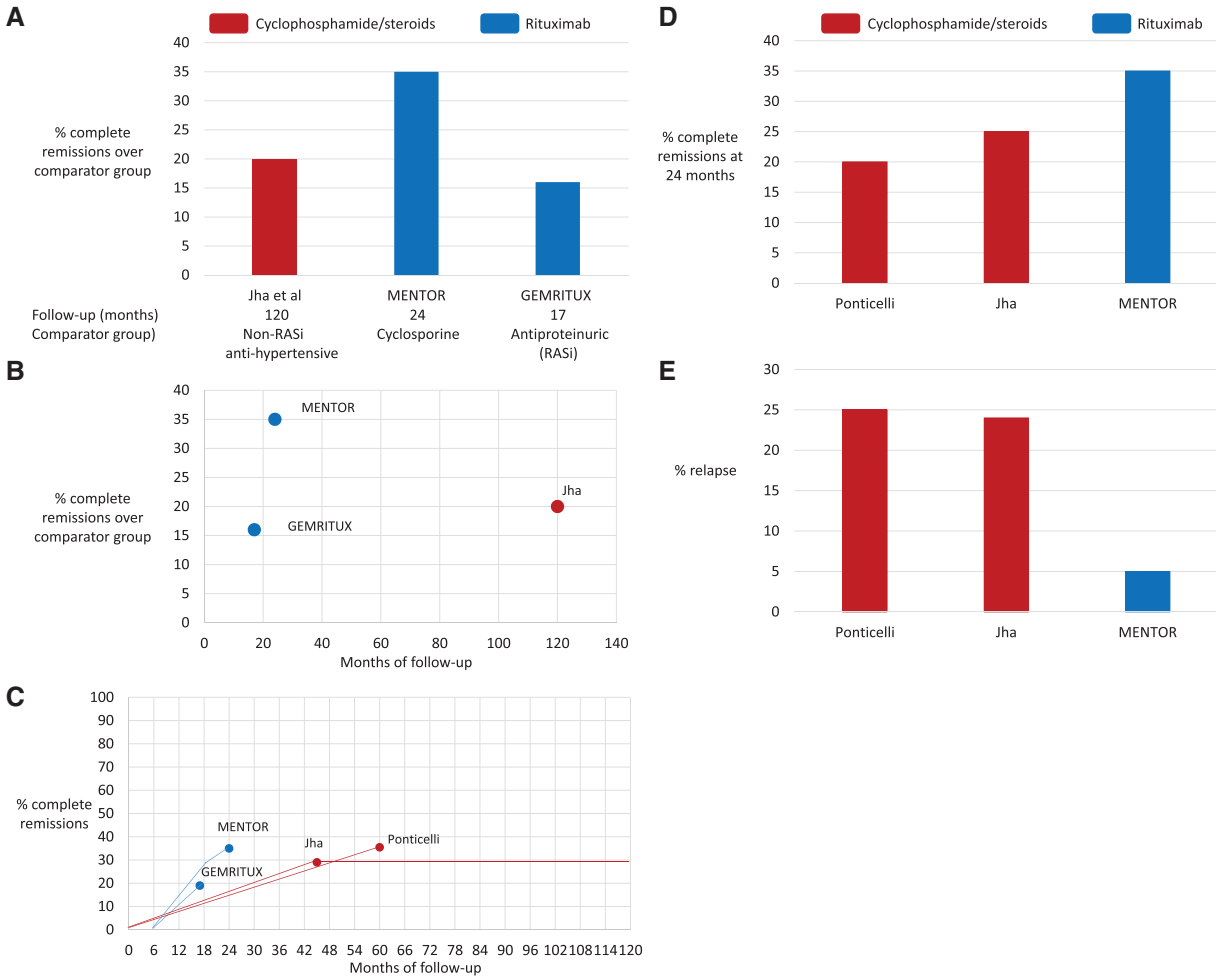 A
Cyclophosphamide/steroids
Rituximab
40
35
30
25
20
15
10
5
0
% complete
remissions over
comparator group
Jha et al
MENTOR
GEMRITUX
Follow-up (months)
120
24
17
Comparator group)
Non-RASi
anti-hypertensive
Cyclosporine
Antiproteinuric
(RASi)
B
40
35
30
25
20
15
10
5
0
% complete
remissions over
comparator group
MENTOR
Jha
GEMRITUX
0 20 40 60 80 100 120 140
Months of follow-up
C
100
90
80
70
60
50
40
30
20
10
0
% complete
remissions
MENTOR
GEMRITUX
Jha
Ponticelli
0 6 12 18 24 30 36 42 48 54 60 66 72 78 84 90 96 102 108 114 120
Months of follow-up
D
Cyclophosphamide/steroids
Rituximab
40
35
30
25
20
15
10
5
0
% complete
remissions at
24 months
Ponticelli
Jha
MENTOR
E
30
25
20
15
10
5
0
% relapse
Ponticelli
Jha
MENTOR